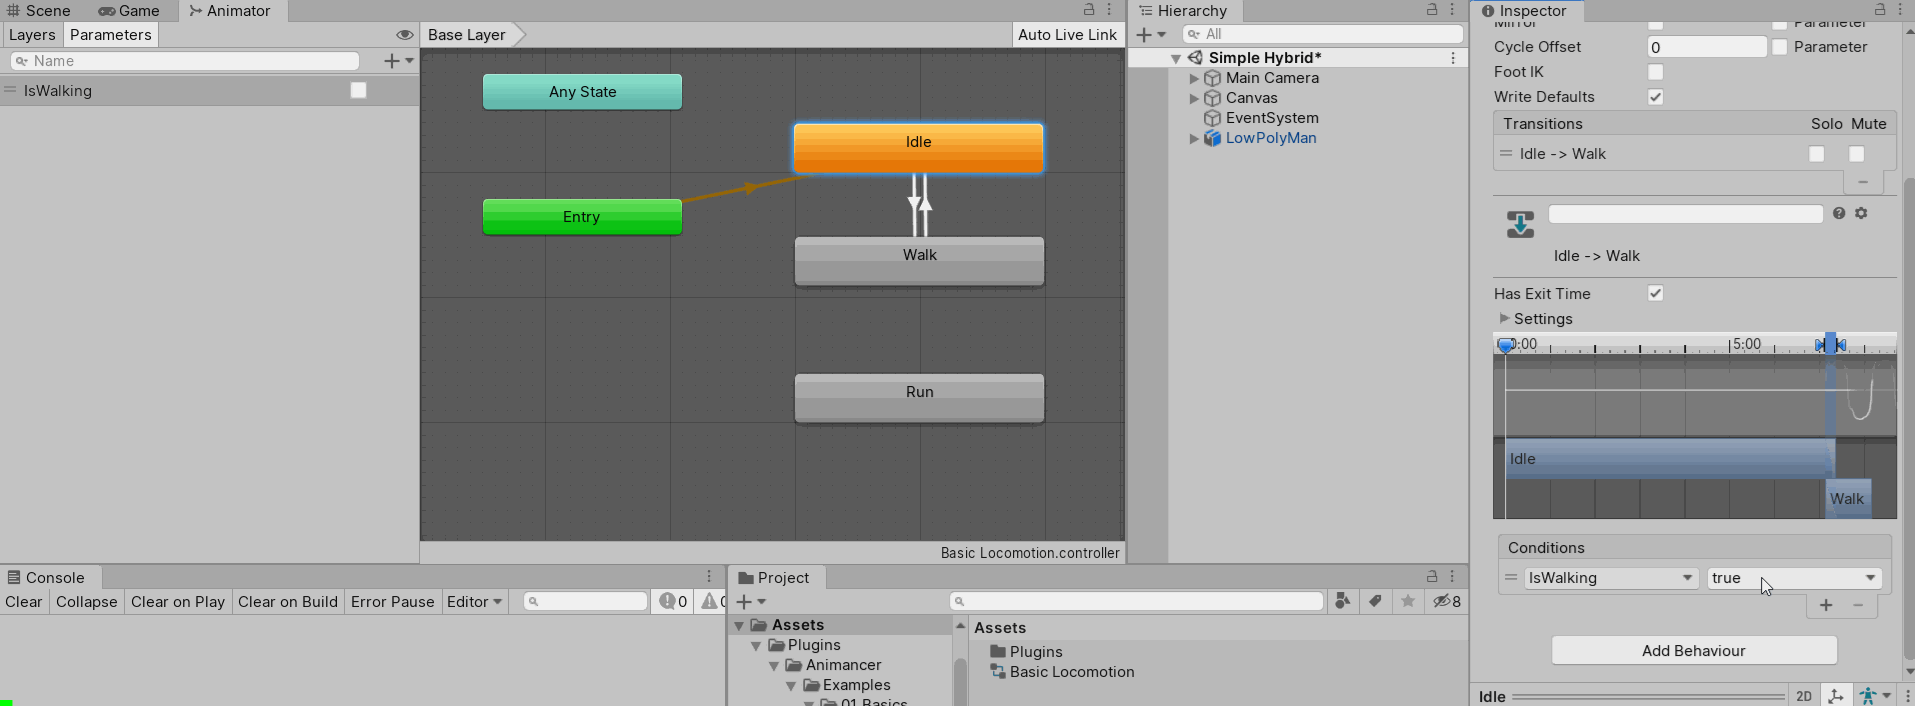 Scene Game Animator
Layers Parameters
Name
IsWalking
Base Layer
Auto Live Link
Any State
Idle
Entry
Walk
Run
Basic Locomotion.controller
Hierarchy
All
Simple Hybrid*
Main Camera
Canvas
EventSystem
LowPolyMan
Inspector
Mirror Parameter
Cycle Offset 0 Parameter
Foot IK
Write Defaults
Transitions Solo Mute
Idle -> Walk
Idle -> Walk
Has Exit Time
Settings
:00 5:00
Idle
Walk
Conditions
IsWalking true
Add Behaviour
Idle 2D
Console
Clear Collapse Clear on Play Clear on Build Error Pause Editor 0 0
Project
8
Assets
Plugins
Animancer
Examples
01 Basics
Assets
Plugins
Basic Locomotion